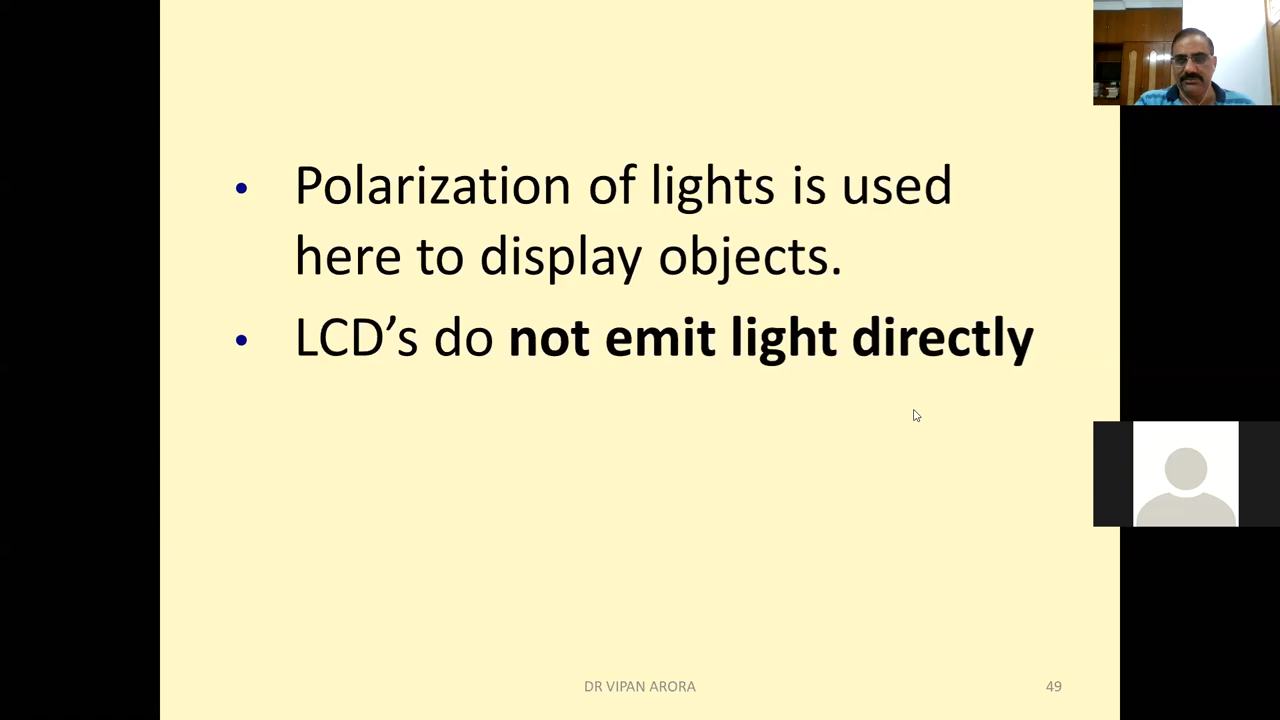 • Polarization of lights is used
here to display objects.
• LCD’s do not emit light directly
DR VIPAN ARORA
49